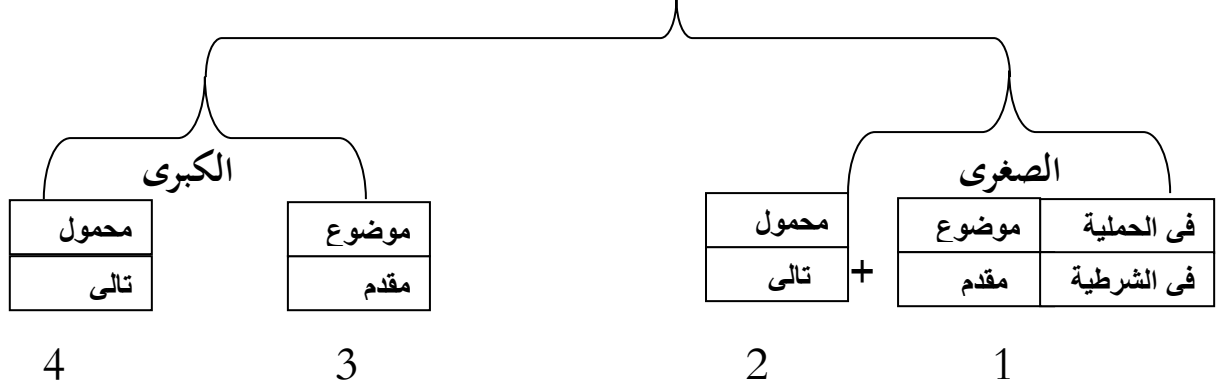 الصغرى
الكبرى
فى الحملية موضوع محمول موضوع محمول
فى الشرطية مقدم + تالى مقدم تالى
1 2 3 4